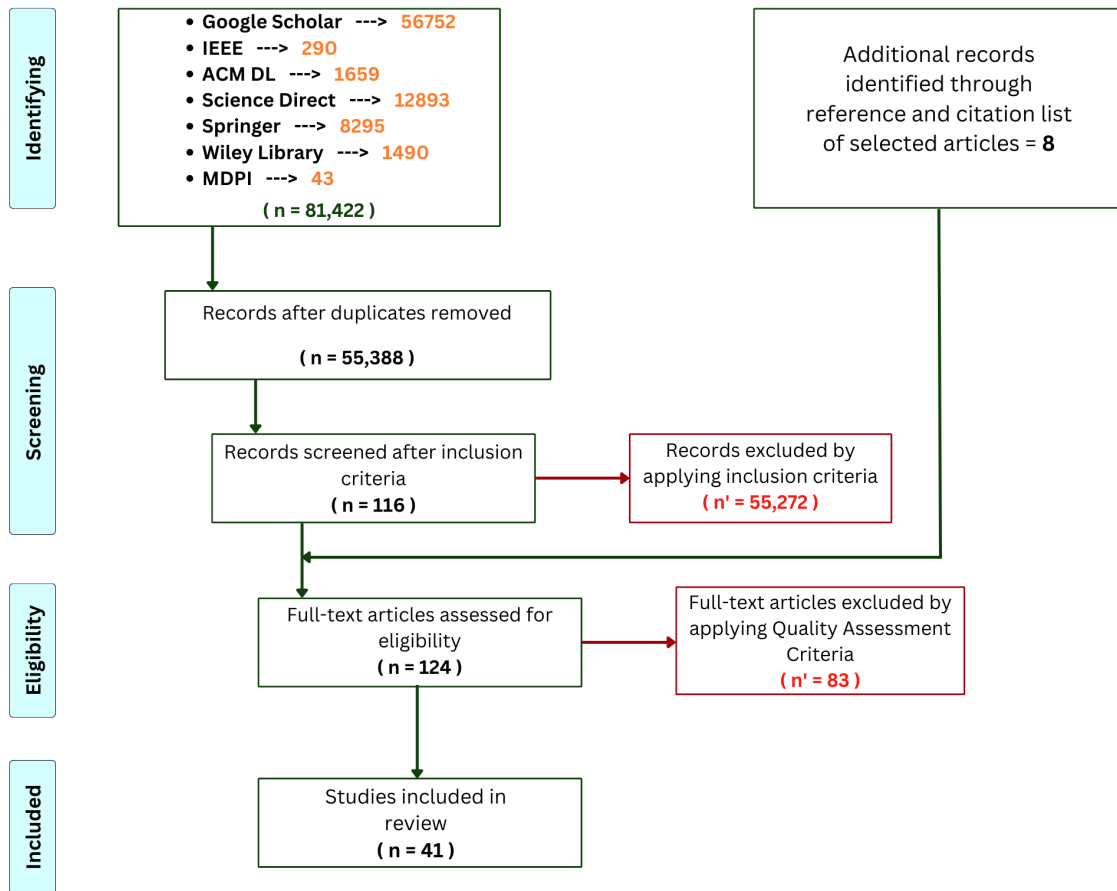 Identifying
• Google Scholar ---> 56752
• IEEE ---> 290
• ACM DL ---> 1659
• Science Direct ---> 12893
• Springer ---> 8295
• Wiley Library ---> 1490
• MDPI ---> 43
( n = 81,422 )
Additional records
identified through
reference and citation list
of selected articles = 8
Screening
Records after duplicates removed
( n = 55,388 )
Records screened after inclusion
criteria
( n = 116 )
Records excluded by
applying inclusion criteria
( n' = 55,272 )
Eligibility
Full-text articles assessed for
eligibility
( n = 124 )
Full-text articles excluded by
applying Quality Assessment
Criteria
( n' = 83 )
Included
Studies included in
review
( n = 41 )